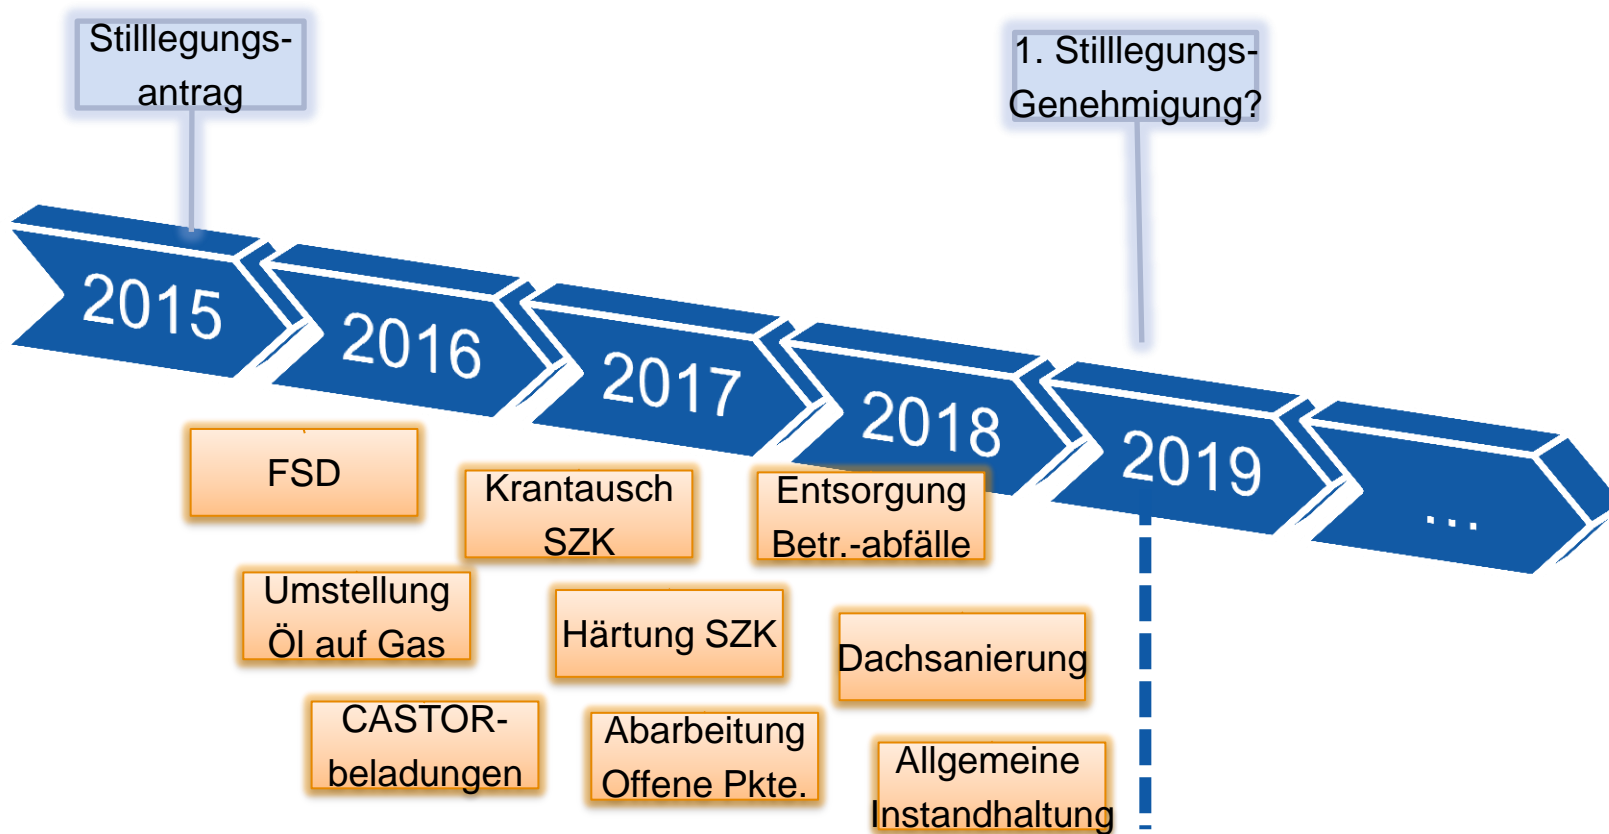 Stilllegungs-
antrag
1. Stilllegungs-
Genehmigung?
2015
2016
2017
2018
2019
...
FSD
Krantausch
SZK
Entsorgung
Betr.-abfälle
Umstellung
Öl auf Gas
Härtung SZK
Dachsanierung
CASTOR-
beladungen
Abarbeitung
Offene Pkte.
Allgemeine
Instandhaltung